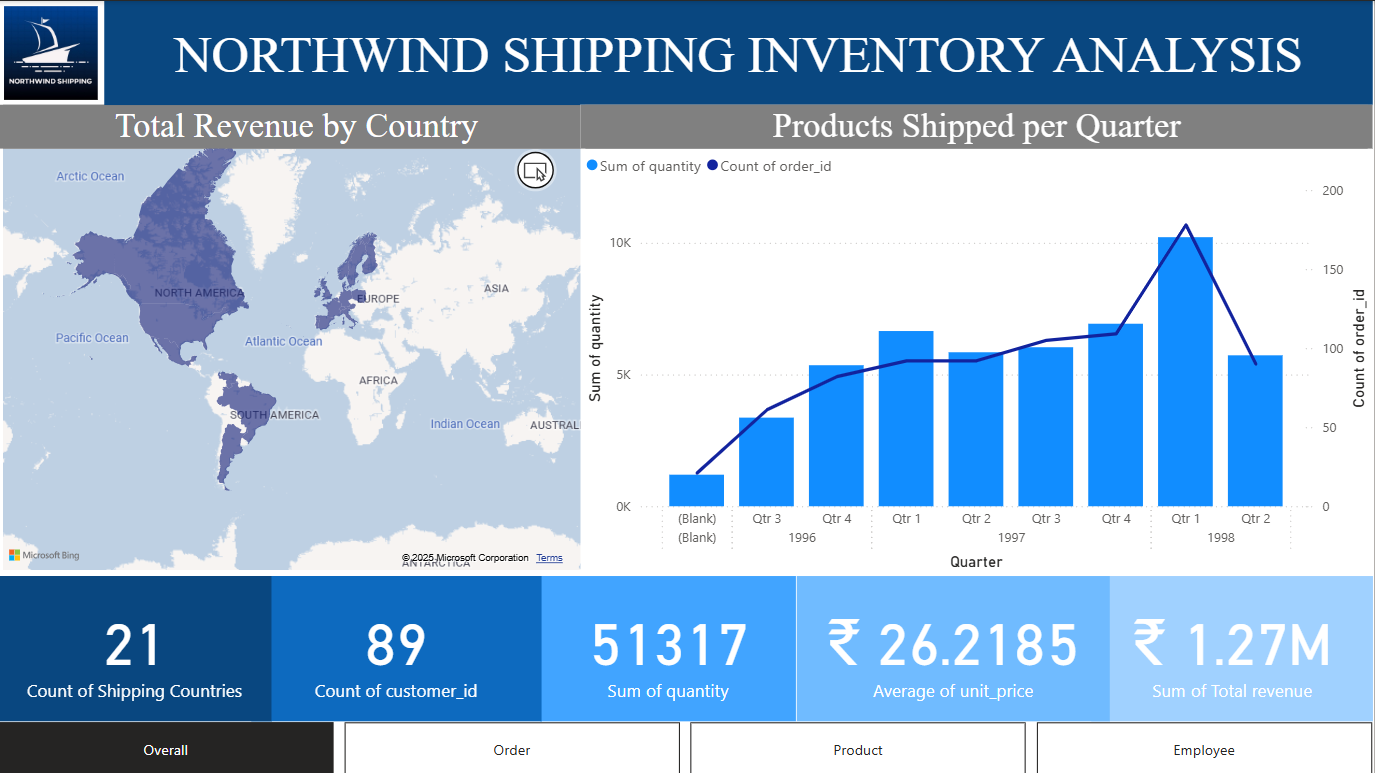 NORTHWIND SHIPPING
NORTHWIND SHIPPING INVENTORY ANALYSIS
Total Revenue by Country
Arctic Ocean
NORTH AMERICA
EUROPE
ASIA
Pacific Ocean
Atlantic Ocean
AFRICA
SOUTH AMERICA
Indian Ocean
AUSTRAL
Microsoft Bing
© 2025 Microsoft Corporation Terms
ANTARCTICA
Products Shipped per Quarter
Sum of quantity Count of order_id
200
10K
150
100
5K
50
0K
0
Sum of quantity
Count of order_id
(Blank) Qtr 3 Qtr 4 Qtr 1 Qtr 2 Qtr 3 Qtr 4 Qtr 1 Qtr 2
(Blank) 1996 1997 1998
Quarter
21
Count of Shipping Countries
89
Count of customer_id
51317
Sum of quantity
₹ 26.2185
Average of unit_price
₹ 1.27M
Sum of Total revenue
Overall
Order
Product
Employee